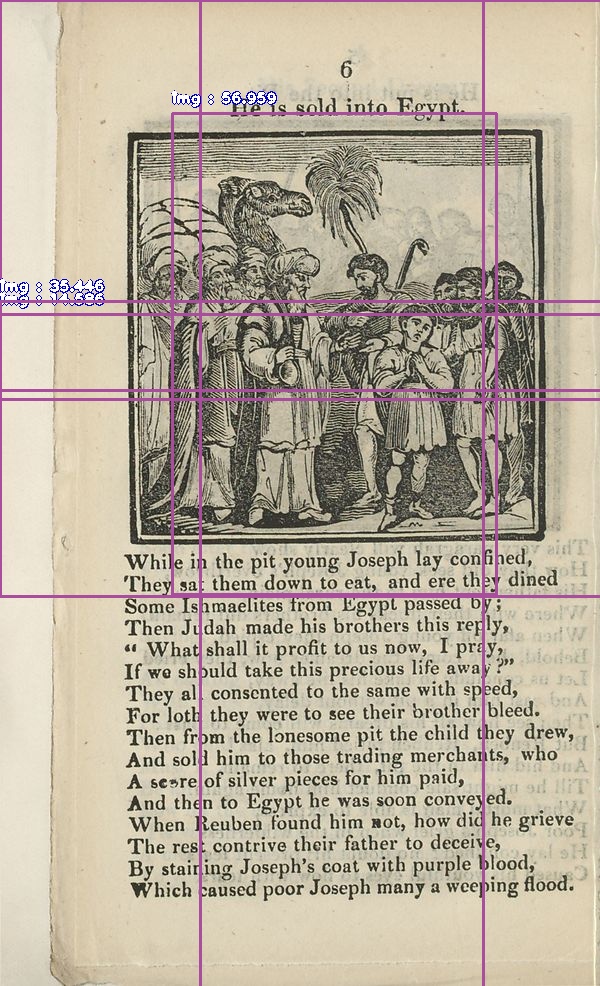 6
He is sold into Egypt.
img : 56.959
img : 35.446
While in the pit young Joseph lay confined,
They sat them down to eat, and ere they dined
Some Ishmaelites from Egypt passed by;
Then Judah made his brothers this reply,
“ What shall it profit to us now, I pray,
If we should take this precious life away ?”
They all consented to the same with speed,
For loth they were to see their brother bleed.
Then from the lonesome pit the child they drew,
And sold him to those trading merchants, who
A score of silver pieces for him paid,
And then to Egypt he was soon conveyed.
When Reuben found him not, how did he grieve
The rest contrive their father to deceive,
By staining Joseph's coat with purple blood,
Which caused poor Joseph many a weeping flood.